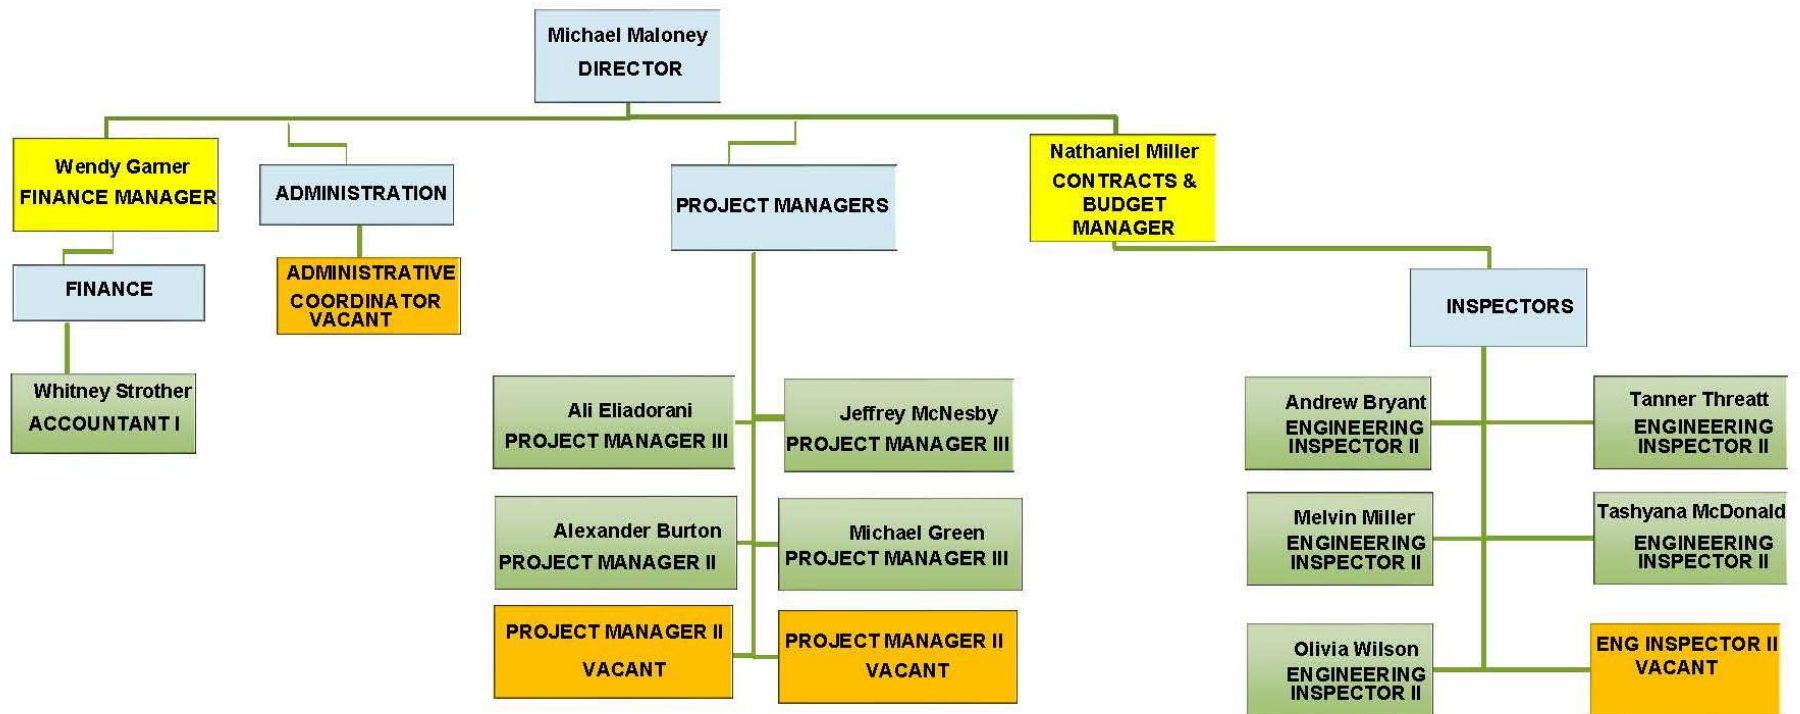 Michael Maloney
DIRECTOR
Wendy Garner
FINANCE MANAGER
ADMINISTRATION
PROJECT MANAGERS
Nathaniel Miller
CONTRACTS &
BUDGET
MANAGER
FINANCE
ADMINISTRATIVE
COORDINATOR
VACANT
INSPECTORS
Whitney Strother
ACCOUNTANT I
Ali Eliadorani
PROJECT MANAGER III
Jeffrey McNesby
PROJECT MANAGER III
Alexander Burton
PROJECT MANAGER II
Michael Green
PROJECT MANAGER III
PROJECT MANAGER II
VACANT
PROJECT MANAGER II
VACANT
Andrew Bryant
ENGINEERING
INSPECTOR II
Tanner Threatt
ENGINEERING
INSPECTOR II
Melvin Miller
ENGINEERING
INSPECTOR II
Tashyana McDonald
ENGINEERING
INSPECTOR II
Olivia Wilson
ENGINEERING
INSPECTOR II
ENG INSPECTOR II
VACANT